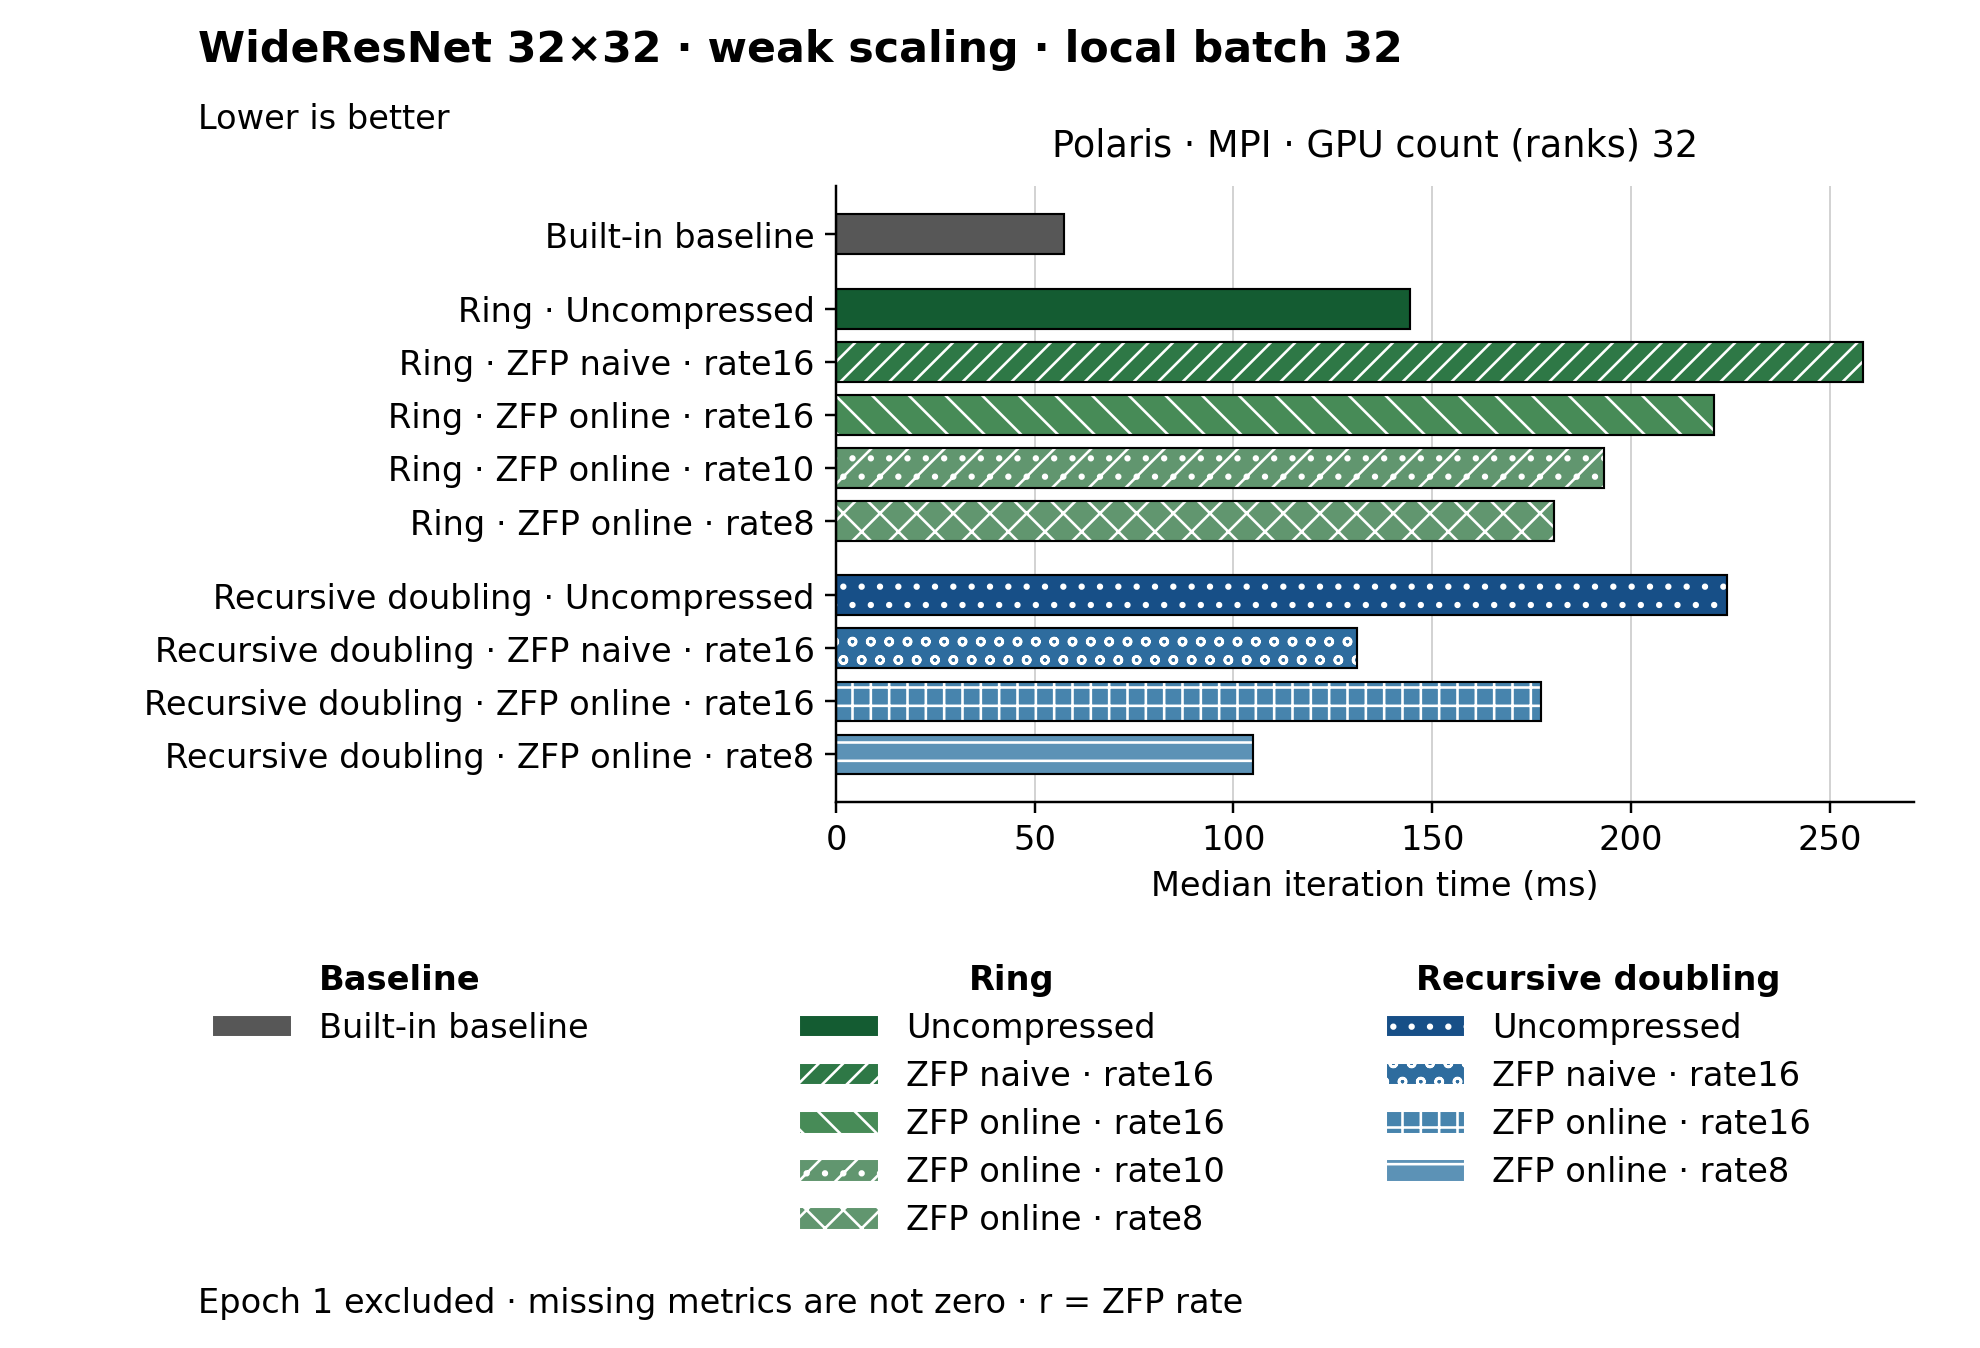 WideResNet 32×32 · weak scaling · local batch 32
Lower is better
Polaris · MPI · GPU count (ranks) 32
Built-in baseline
Ring · Uncompressed
Ring · ZFP naive · rate16
Ring · ZFP online · rate16
Ring · ZFP online · rate10
Ring · ZFP online · rate8
Recursive doubling · Uncompressed
Recursive doubling · ZFP naive · rate16
Recursive doubling · ZFP online · rate16
Recursive doubling · ZFP online · rate8
0 50 100 150 200 250
Median iteration time (ms)
Baseline
Built-in baseline
Ring
Uncompressed
ZFP naive · rate16
ZFP online · rate16
ZFP online · rate10
ZFP online · rate8
Recursive doubling
Uncompressed
ZFP naive · rate16
ZFP online · rate16
ZFP online · rate8
Epoch 1 excluded · missing metrics are not zero · r = ZFP rate